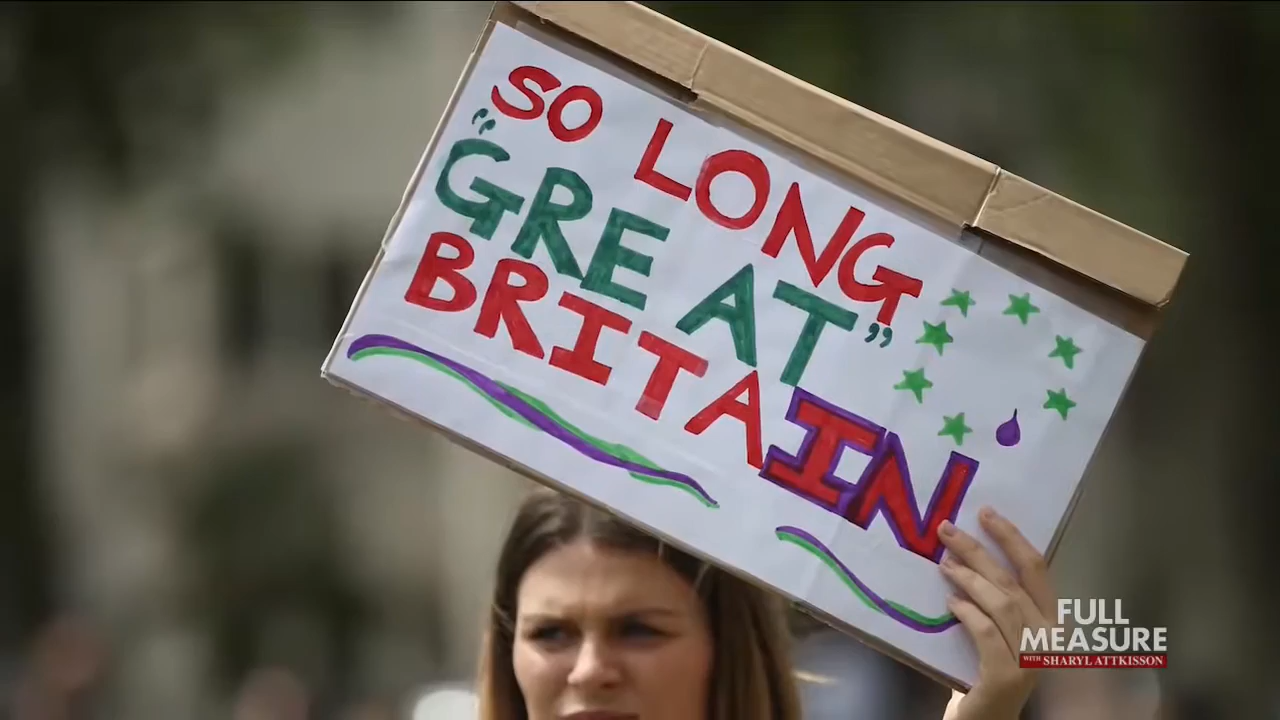 SO LONG
"GREAT"
BRITAIN
FULL
MEASURE
WITH SHARYL ATTKISSON